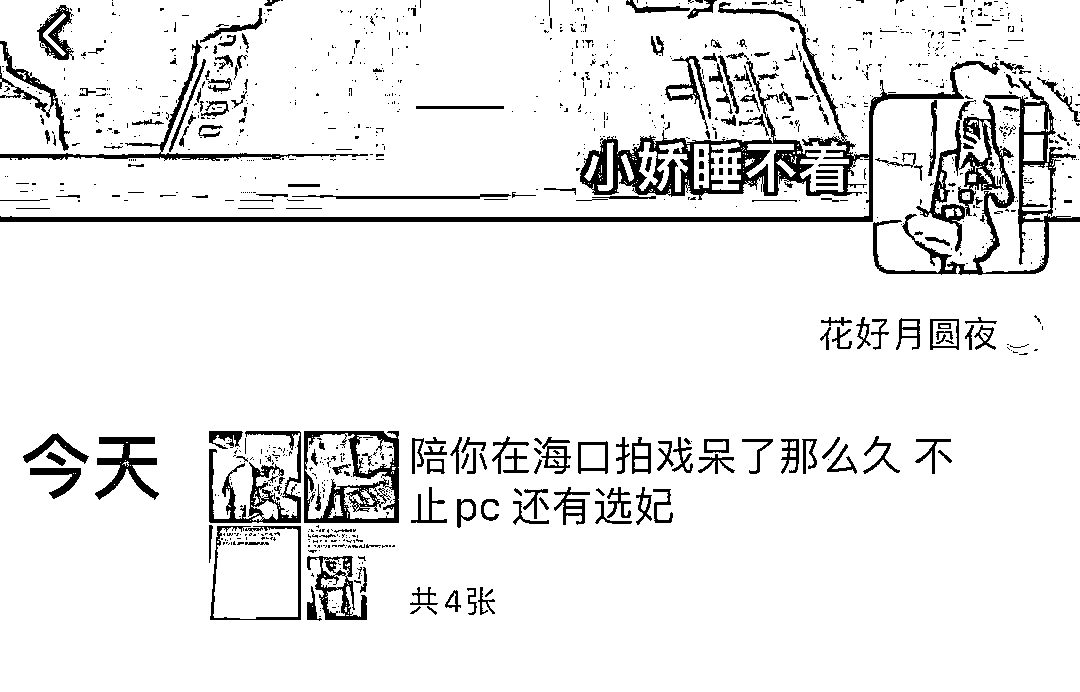 小娇睡不着
花好月圆夜
今天
陪你在海口拍戏呆了那么久 不
止pc 还有选妃
共4张